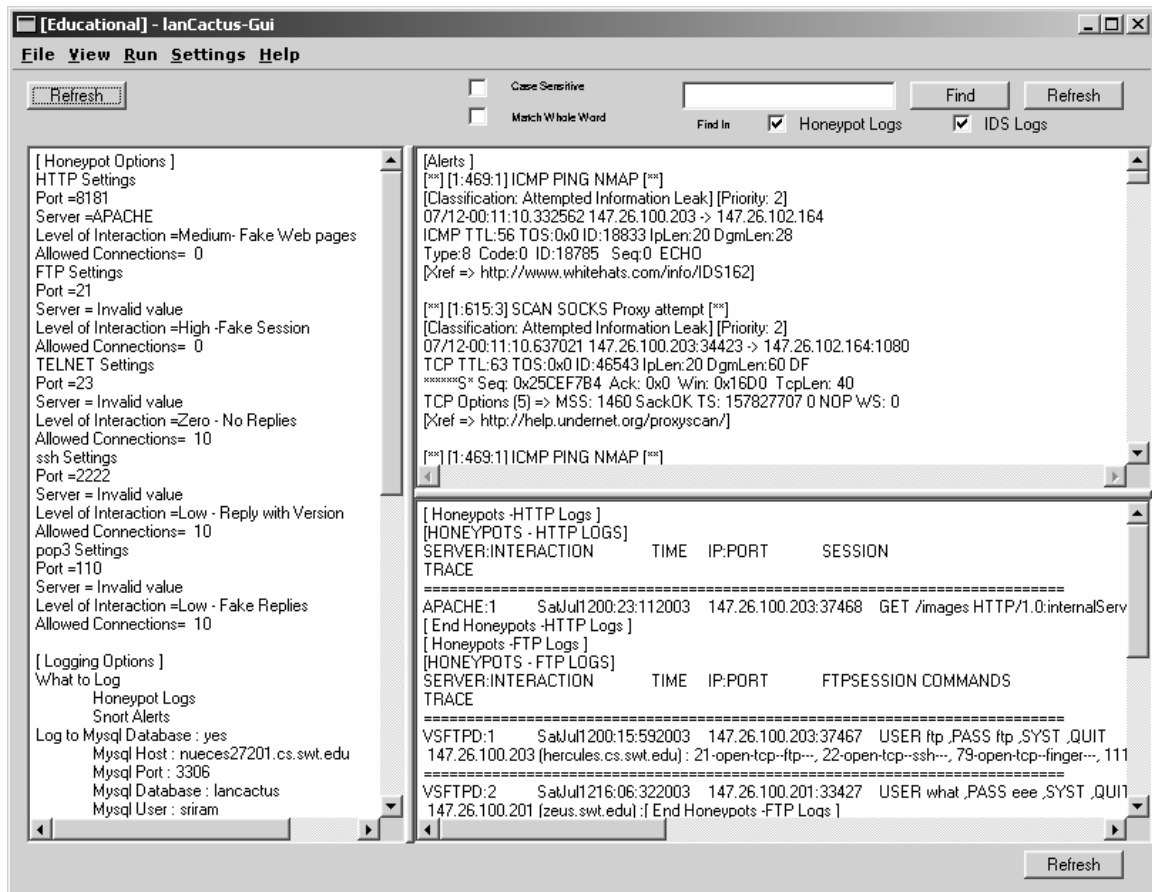 [Educational] - lanCactus-Gui
File View Run Settings Help
Refresh
Case Sensitive
Match Whole Word
Find
Refresh
Find In
Honeypot Logs
IDS Logs
[ Honeypot Options ]
HTTP Settings
Port =8181
Server =APACHE
Level of Interaction =Medium- Fake Web pages
Allowed Connections= 0
FTP Settings
Port =21
Server = Invalid value
Level of Interaction =High -Fake Session
Allowed Connections= 0
TELNET Settings
Port =23
Server = Invalid value
Level of Interaction =Zero - No Replies
Allowed Connections= 10
ssh Settings
Port =2222
Server = Invalid value
Level of Interaction =Low - Reply with Version
Allowed Connections= 10
pop3 Settings
Port =110
Server = Invalid value
Level of Interaction =Low - Fake Replies
Allowed Connections= 10
[ Logging Options ]
What to Log
Honeypot Logs
Snort Alerts
Log to Mysql Database : yes
Mysql Host : nueces27201.cs.swt.edu
Mysql Port : 3306
Mysql Database : lancactus
Mysql User : sriram
[Alerts ]
[**] [1:469:1] ICMP PING NMAP [**]
[Classification: Attempted Information Leak] [Priority: 2]
07/12-00:11:10.332562 147.26.100.203 -> 147.26.102.164
ICMP TTL:56 TOS:0x0 ID:18833 IpLen:20 DgmLen:28
Type:8 Code:0 ID:18785 Seq:0 ECHO
[Xref => http://www.whitehats.com/info/IDS162]
[**] [1:615:3] SCAN SOCKS Proxy attempt [**]
[Classification: Attempted Information Leak] [Priority: 2]
07/12-00:11:10.637021 147.26.100.203:34423 -> 147.26.102.164:1080
TCP TTL:63 TOS:0x0 ID:46543 IpLen:20 DgmLen:60 DF
******S* Seq: 0x25CEF7B4 Ack: 0x0 Win: 0x16D0 TcpLen: 40
TCP Options (5) => MSS: 1460 SackOK TS: 157827707 0 NOP WS: 0
[Xref => http://help.undernet.org/proxyscan/]
[**] [1:469:1] ICMP PING NMAP [**]
[ Honeypots -HTTP Logs ]
[HONEYPOTS - HTTP LOGS]
SERVER:INTERACTION TIME IP:PORT SESSION
TRACE
==========================================================================
APACHE:1 SatJul1200:23:112003 147.26.100.203:37468 GET /images HTTP/1.0:internalServ
[ End Honeypots -HTTP Logs ]
[ Honeypots -FTP Logs ]
[HONEYPOTS - FTP LOGS]
SERVER:INTERACTION TIME IP:PORT FTPSESSION COMMANDS
TRACE
==========================================================================
VSFTPD:1 SatJul1200:15:592003 147.26.100.203:37467 USER ftp ,PASS ftp ,SYST ,QUIT
147.26.100.203 (hercules.cs.swt.edu) : 21-open-tcp--ftp---, 22-open-tcp--ssh---, 79-open-tcp--finger---, 111
==========================================================================
VSFTPD:2 SatJul1216:06:322003 147.26.100.201:33427 USER what ,PASS eee ,SYST ,QUIT
147.26.100.201 (zeus.swt.edu) :[ End Honeypots -FTP Logs ]
Refresh